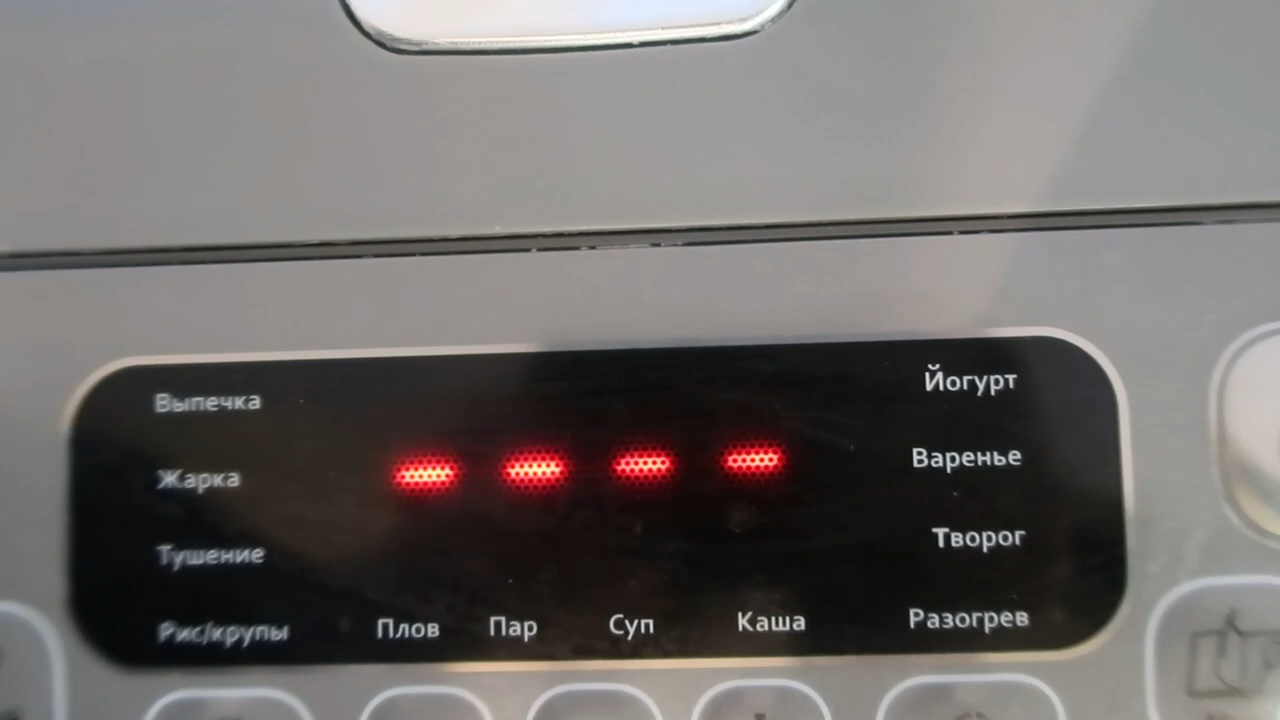 Выпечка
Жарка
Тушение
Рис/крупы
Плов Пар Суп Каша
Йогурт
Варенье
Творог
Разогрев
----